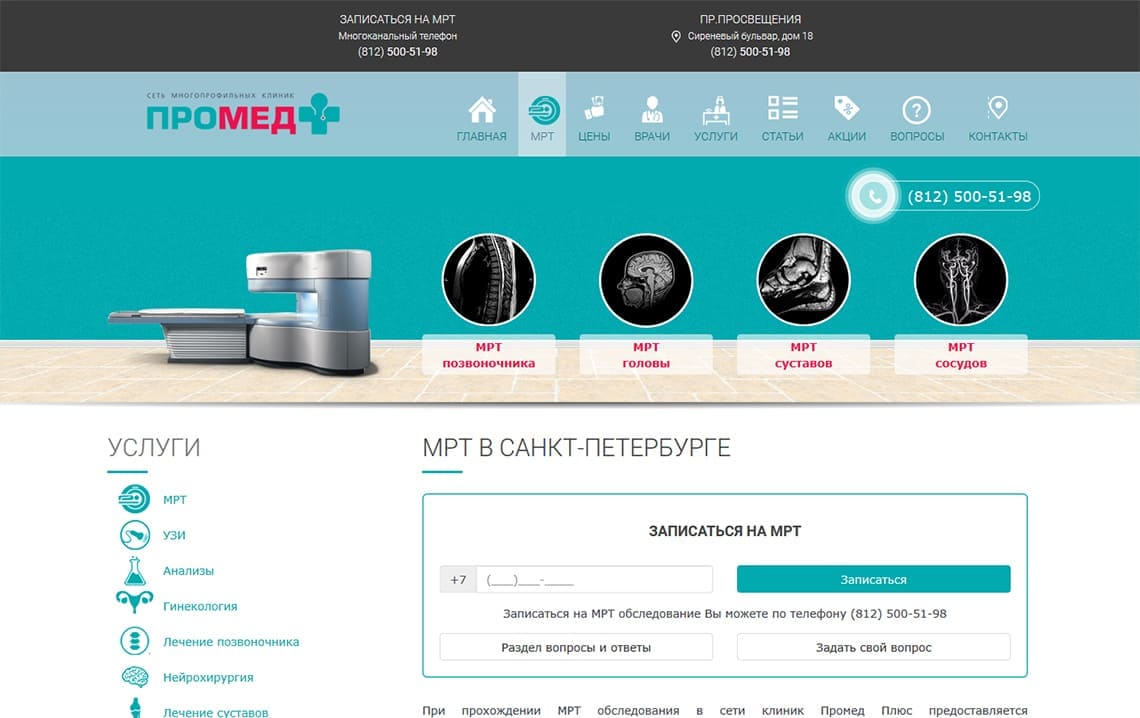 ЗАПИСАТЬСЯ НА МРТ
Многоканальный телефон
(812) 500-51-98
ПР.ПРОСВЕЩЕНИЯ
Сиреневый бульвар, дом 18
(812) 500-51-98
СЕТЬ МНОГОПРОФИЛЬНЫХ КЛИНИК
ПРОМЕД
ГЛАВНАЯ
МРТ
ЦЕНЫ
ВРАЧИ
УСЛУГИ
СТАТЬИ
АКЦИИ
ВОПРОСЫ
КОНТАКТЫ
(812) 500-51-98
МРТ
позвоночника
МРТ
головы
МРТ
суставов
МРТ
сосудов
УСЛУГИ
МРТ
УЗИ
Анализы
Гинекология
Лечение позвоночника
Нейрохирургия
Лечение суставов
МРТ В САНКТ-ПЕТЕРБУРГЕ
ЗАПИСАТЬСЯ НА МРТ
+7 (___)___-____
Записаться
Записаться на МРТ обследование Вы можете по телефону (812) 500-51-98
Раздел вопросы и ответы
Задать свой вопрос
При прохождении МРТ обследования в сети клиник Промед Плюс предоставляется